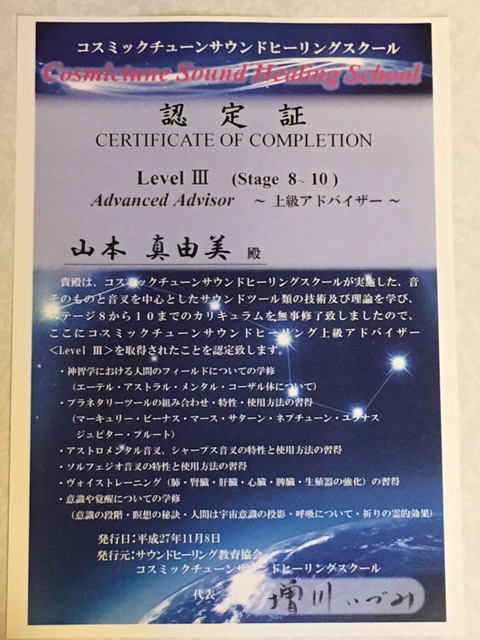 コスミックチューンサウンドヒーリングスクール
Cosmictune Sound Healing School
認 定 証
CERTIFICATE OF COMPLETION
Level Ⅲ (Stage 8~10)
Advanced Advisor ～ 上級アドバイザー ～
山本 真由美 殿
貴殿は、コスミックチューンサウンドヒーリングスクールが実施した、音
そのものと音叉を中心としたサウンドツール類の技術及び理論を学び、
ステージ8から10までのカリキュラムを無事修了致しましたので、
ここにコスミックチューンサウンドヒーリング上級アドバイザー
＜Level Ⅲ＞を取得されたことを認定致します。
・神智学における人間のフィールドについての学修
（エーテル・アストラル・メンタル・コーザル体について）
・プラネタリーツールの組み合わせ・特性・使用方法の習得
（マーキュリー・ビーナス・マース・サターン・ネプチューン・ウラナス
ジュピター・プルート）
・アストロメンタル音叉、シャープス音叉の特性と使用方法の習得
・ソルフェジオ音叉の特性と使用方法の習得
・ヴォイストレーニング（肺・腎臓・肝臓・心臓・脾臓・生殖器の強化）の習得
・意識や覚醒についての学修
（意識の段階・瞑想の秘訣・人間は宇宙意識の投影・呼吸について・祈りの霊的効果）
発行日：平成27年11月8日
発行元：サウンドヒーリング教育協会
コスミックチューンサウンドヒーリングスクール
代表 増川いづみ